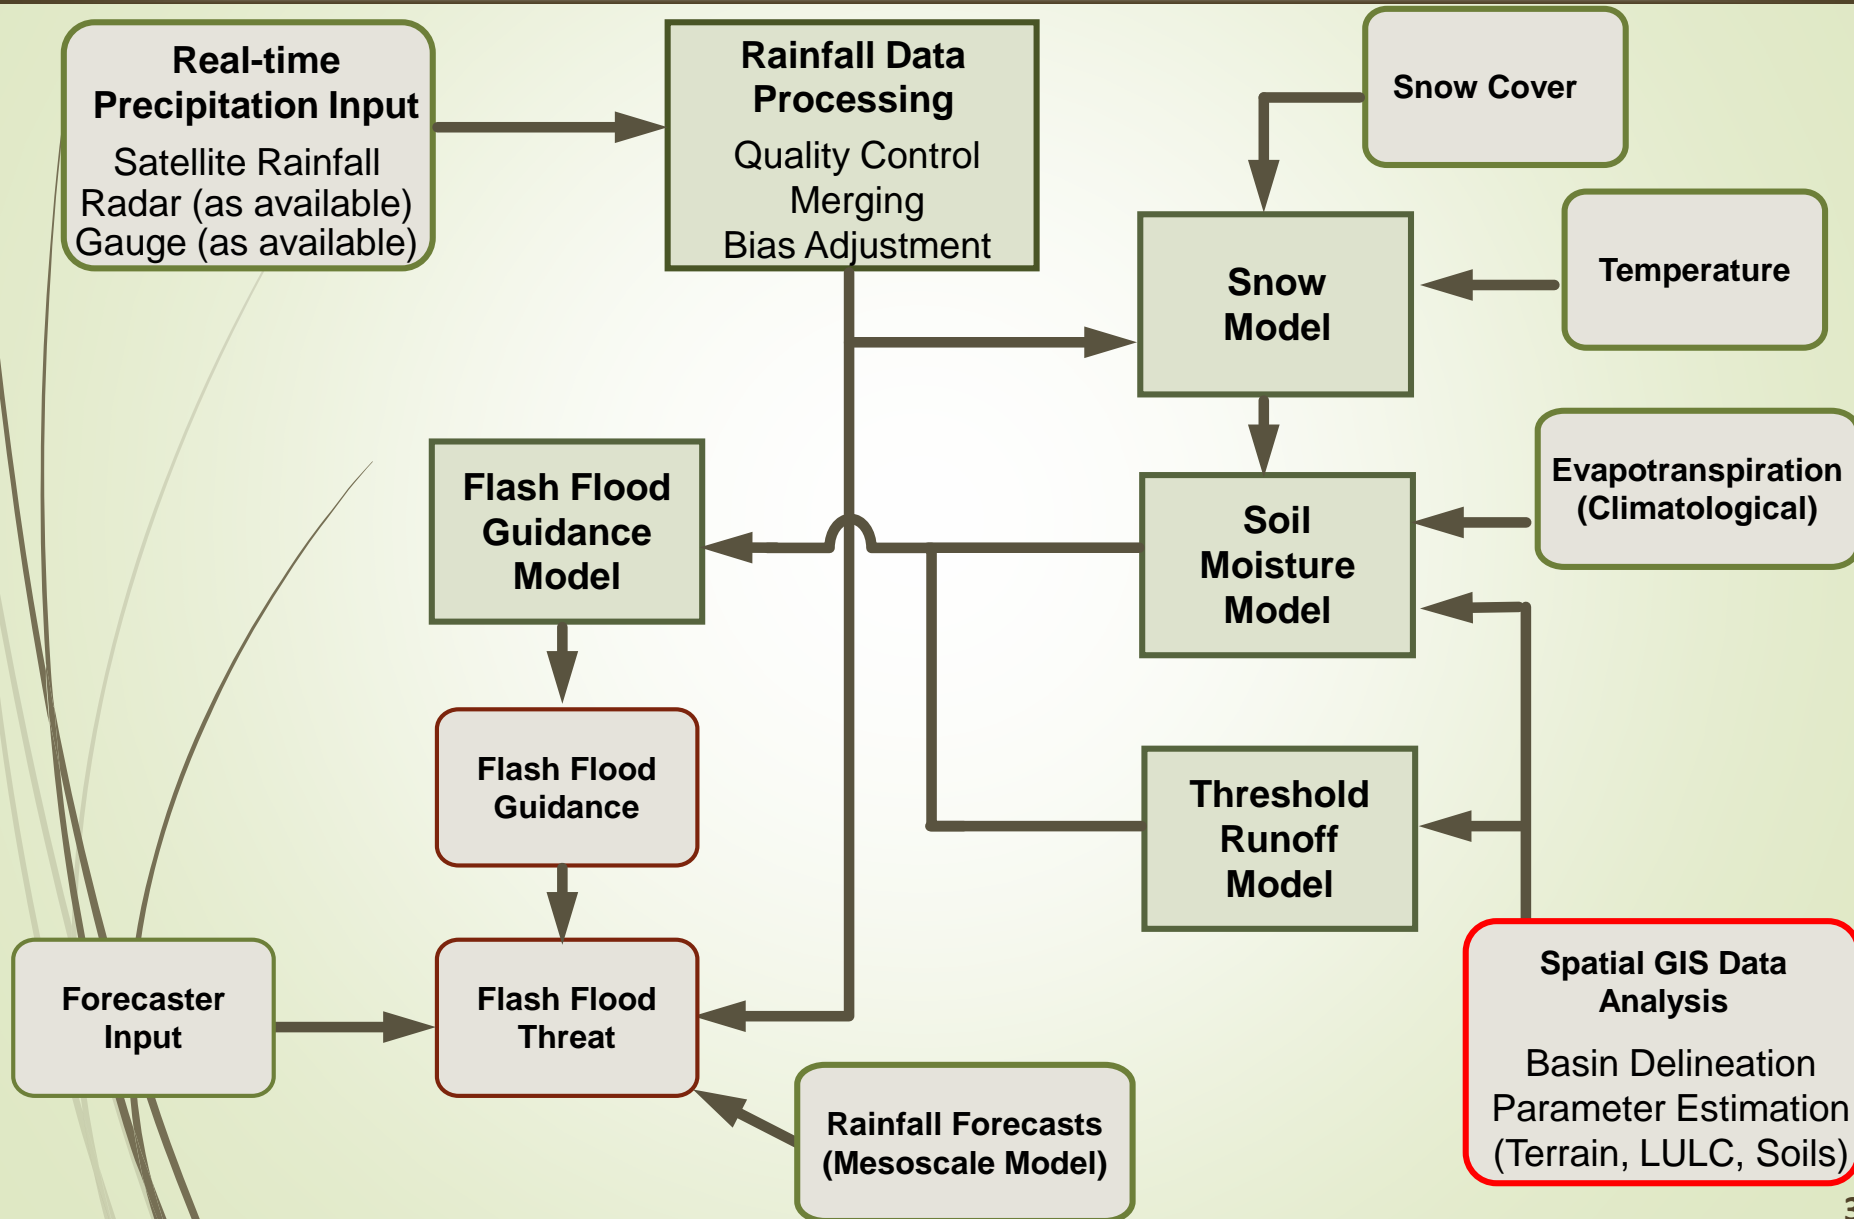 Real-time
Precipitation Input
Satellite Rainfall
Radar (as available)
Gauge (as available)
Rainfall Data
Processing
Quality Control
Merging
Bias Adjustment
Snow Cover
Temperature
Snow
Model
Evapotranspiration
(Climatological)
Flash Flood
Guidance
Model
Soil
Moisture
Model
Flash Flood
Guidance
Threshold
Runoff
Model
Forecaster
Input
Flash Flood
Threat
Rainfall Forecasts
(Mesoscale Model)
Spatial GIS Data
Analysis
Basin Delineation
Parameter Estimation
(Terrain, LULC, Soils)